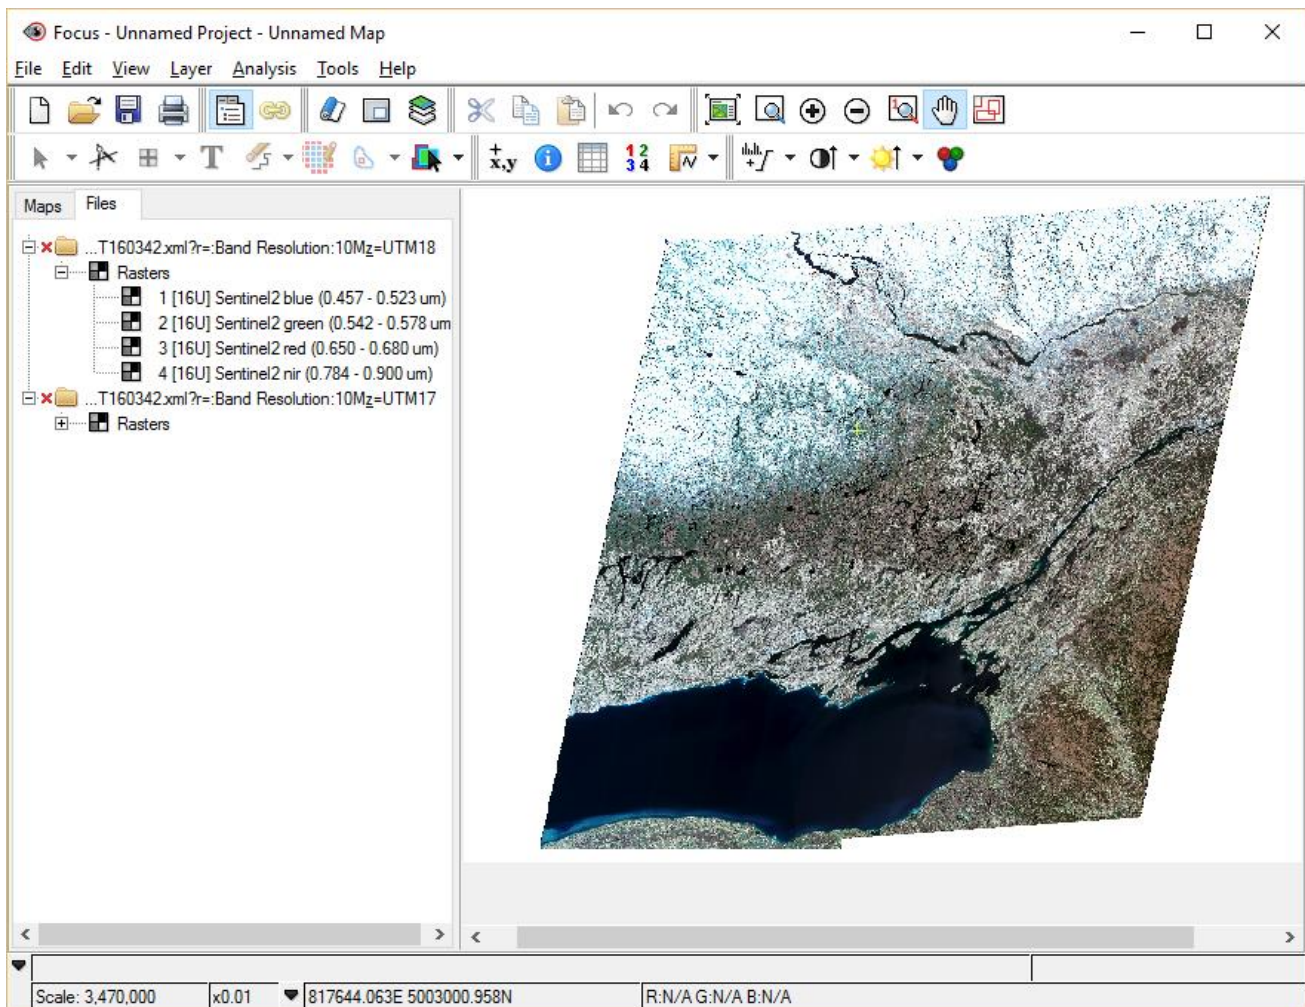 Focus - Unnamed Project - Unnamed Map
File Edit View Layer Analysis Tools Help
T
+ x,y
1 2 3 4
Maps Files
...T160342.xml?r=:Band Resolution:10Mz=UTM18
Rasters
1 [16U] Sentinel2 blue (0.457 - 0.523 um)
2 [16U] Sentinel2 green (0.542 - 0.578 um
3 [16U] Sentinel2 red (0.650 - 0.680 um)
4 [16U] Sentinel2 nir (0.784 - 0.900 um)
...T160342.xml?r=:Band Resolution:10Mz=UTM17
Rasters
Scale: 3,470,000 x0.01 817644.063E 5003000.958N R:N/A G:N/A B:N/A